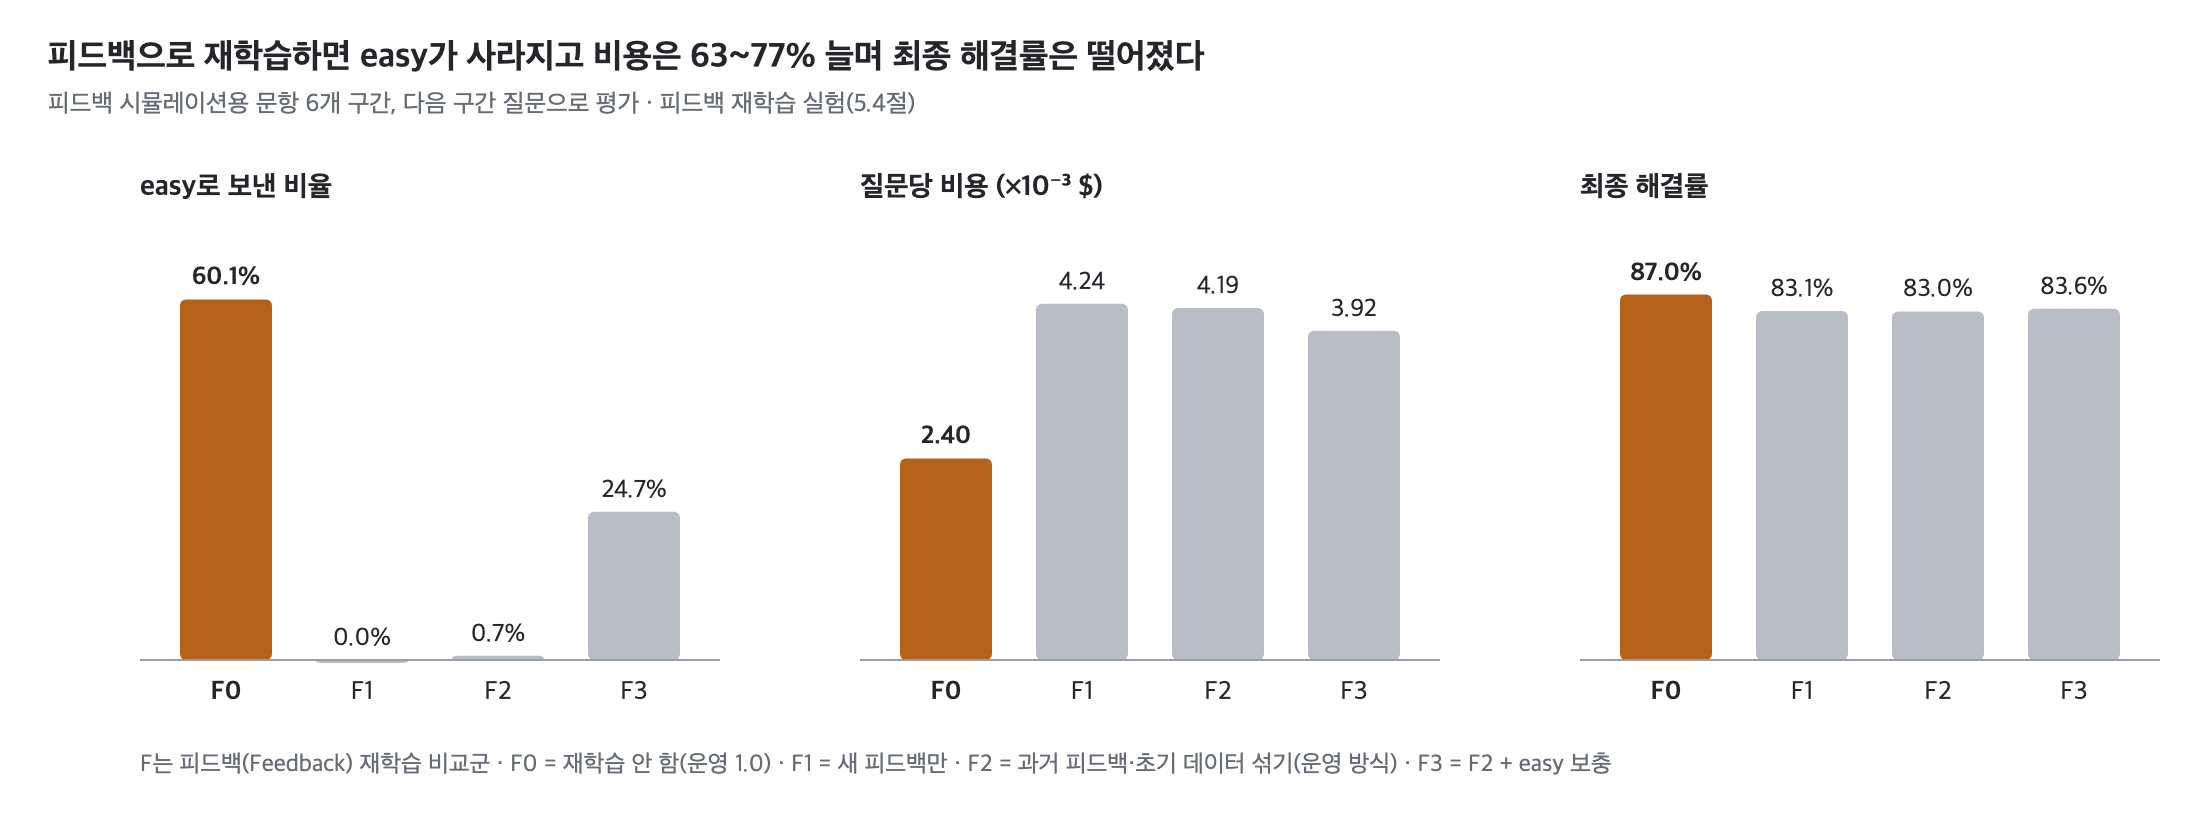 피드백으로 재학습하면 easy가 사라지고 비용은 63~77% 늘며 최종 해결률은 떨어졌다
피드백 시뮬레이션용 문항 6개 구간, 다음 구간 질문으로 평가 · 피드백 재학습 실험(5.4절)
easy로 보낸 비율
60.1%
0.0%
0.7%
24.7%
F0
F1
F2
F3
질문당 비용 (×10⁻³ $)
2.40
4.24
4.19
3.92
F0
F1
F2
F3
최종 해결률
87.0%
83.1%
83.0%
83.6%
F0
F1
F2
F3
F는 피드백(Feedback) 재학습 비교군 · F0 = 재학습 안 함(운영 1.0) · F1 = 새 피드백만 · F2 = 과거 피드백·초기 데이터 섞기(운영 방식) · F3 = F2 + easy 보충